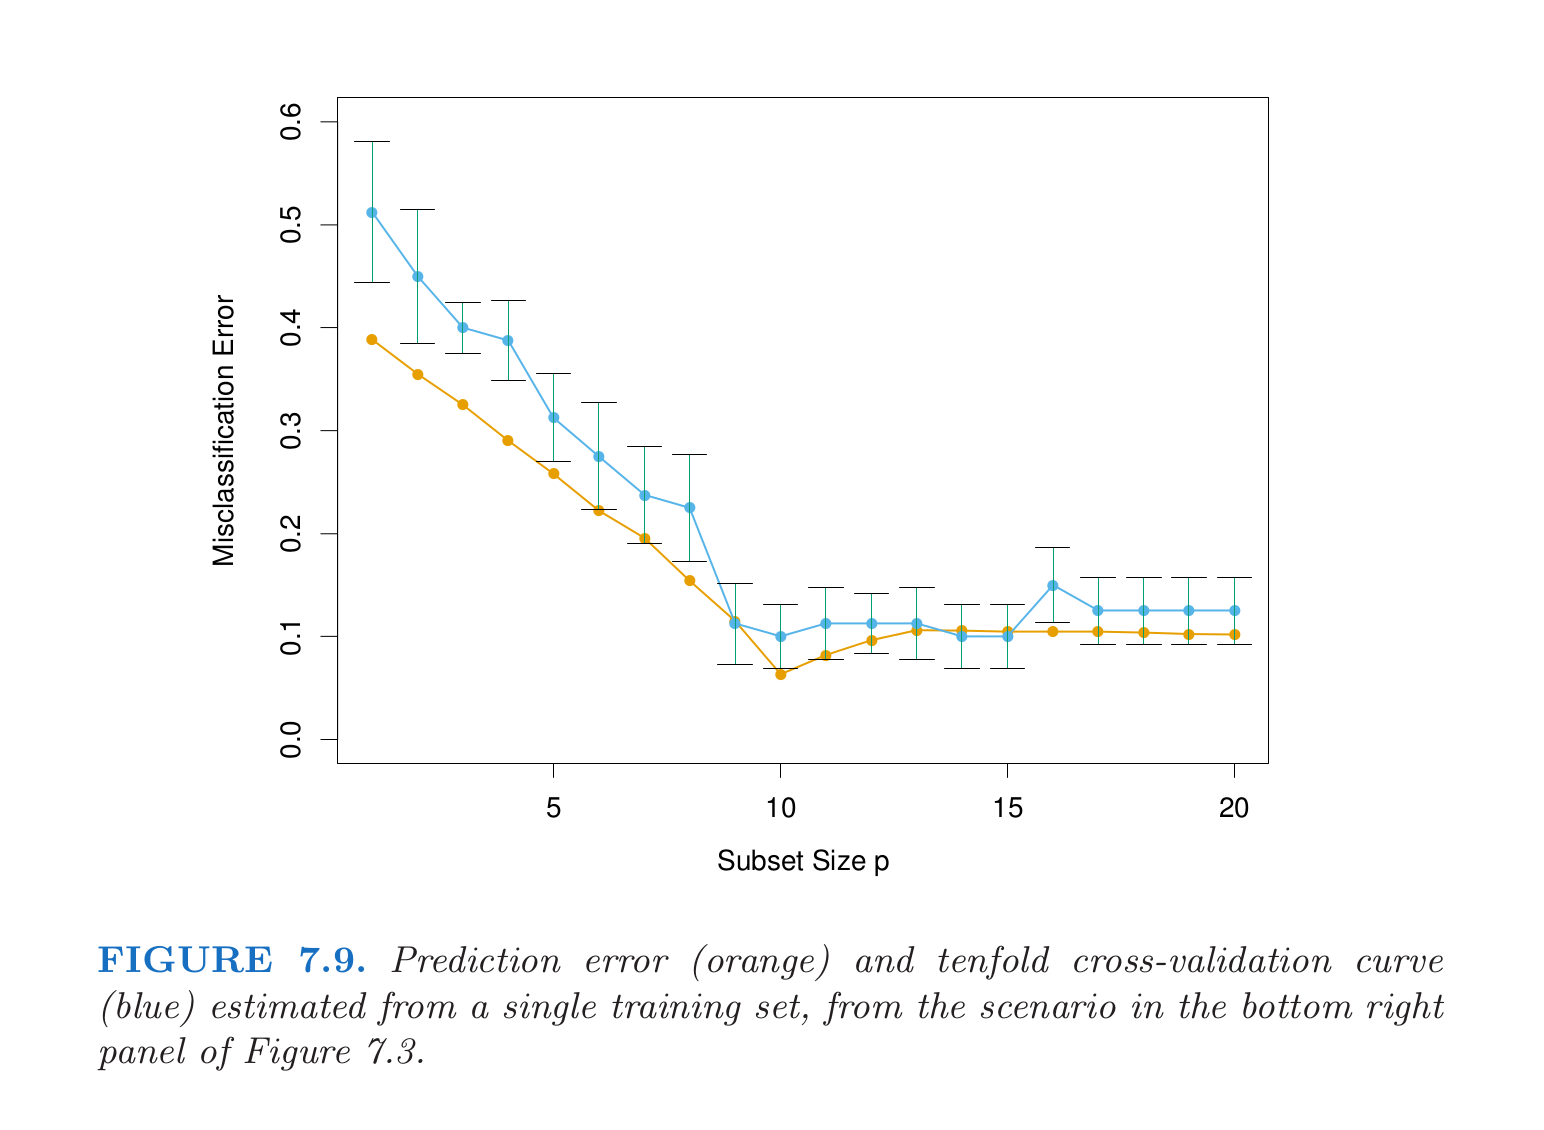 0.6
0.5
0.4
0.3
0.2
0.1
0.0
Misclassification Error
5 10 15 20
Subset Size p
FIGURE 7.9. Prediction error (orange) and tenfold cross-validation curve
(blue) estimated from a single training set, from the scenario in the bottom right
panel of Figure 7.3.